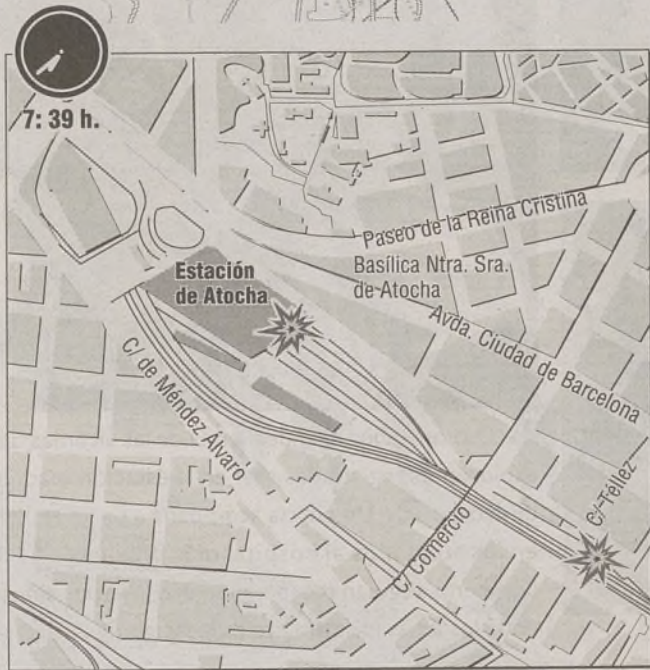 7: 39 h.
Paseo de la Reina Cristina
Basílica Ntra. Sra.
de Atocha
Estación
de Atocha
Avda. Ciudad de Barcelona
C/ de Méndez Álvaro
C/ Téllez
C/ Comercio